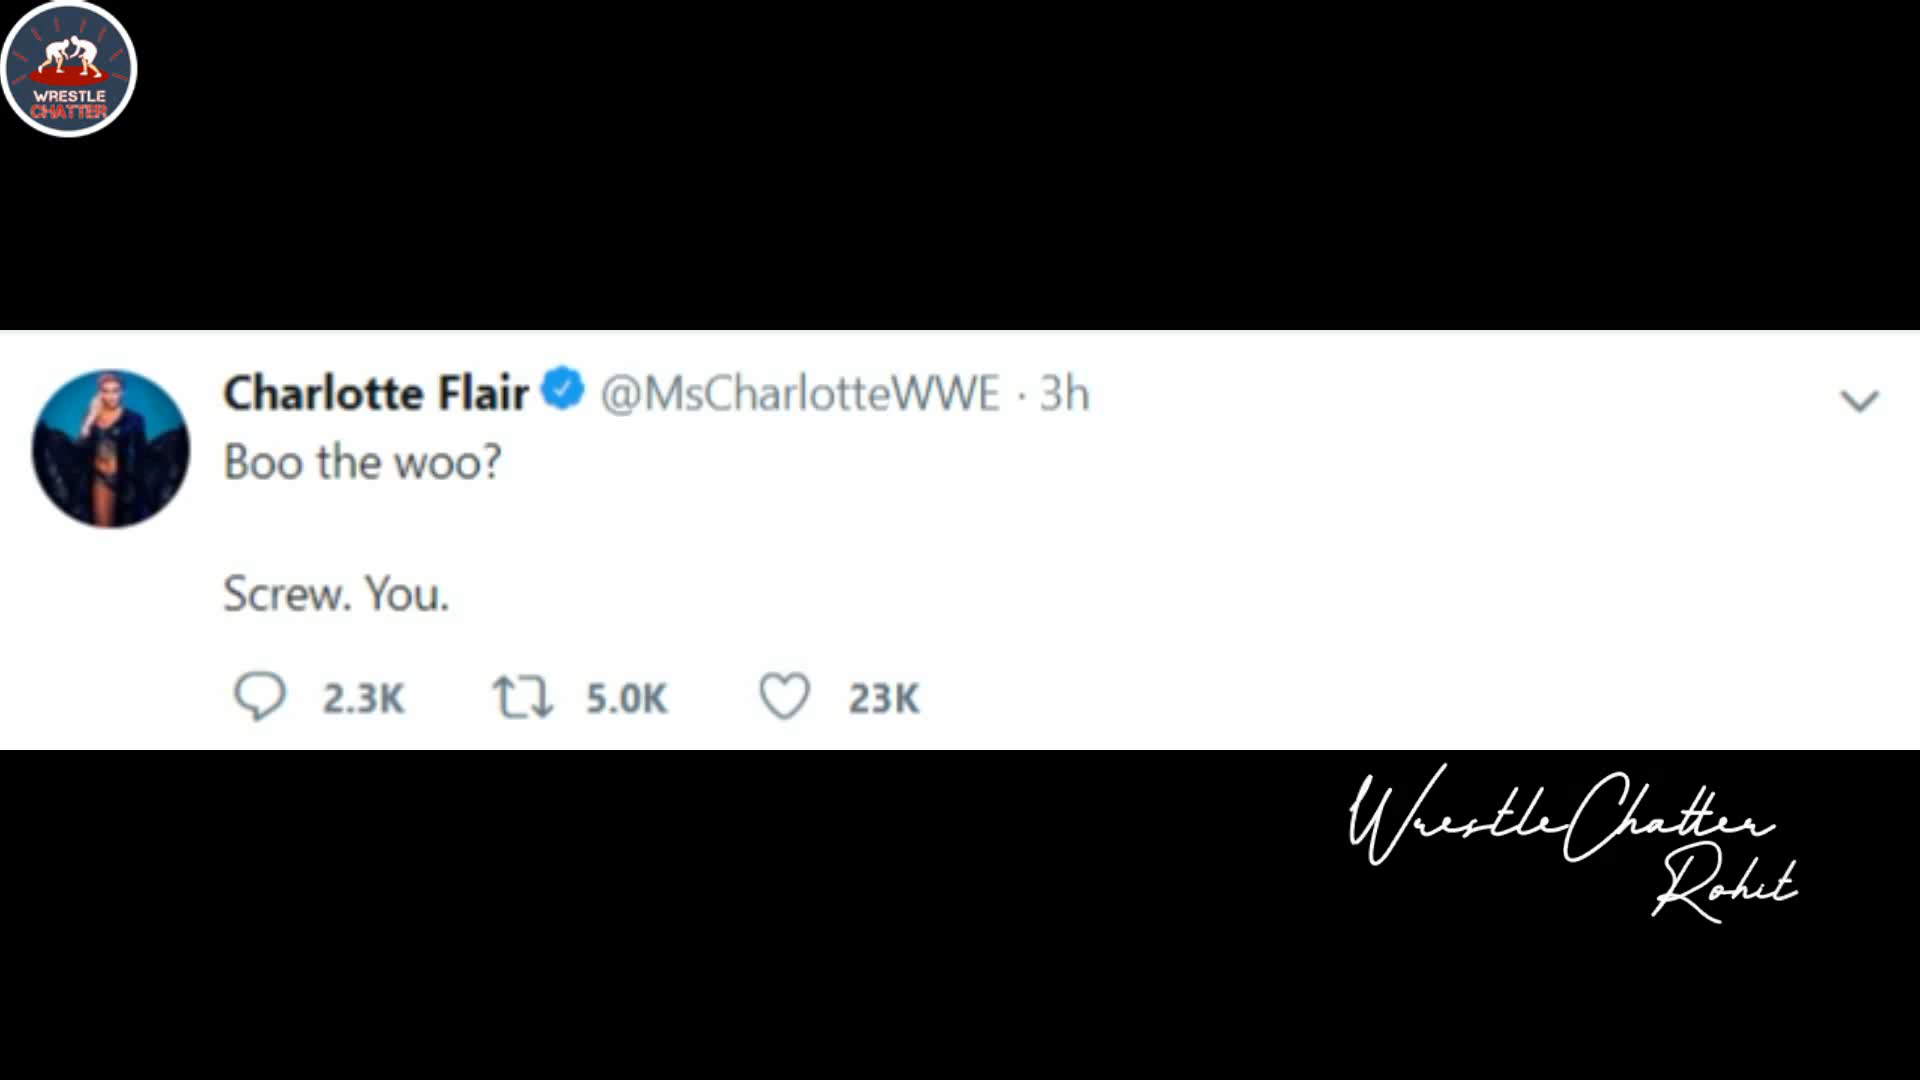 WRESTLE
CHATTER
Charlotte Flair @MsCharlotteWWE · 3h
Boo the woo?
Screw. You.
2.3K 5.0K 23K
WrestleChatter
Rohit